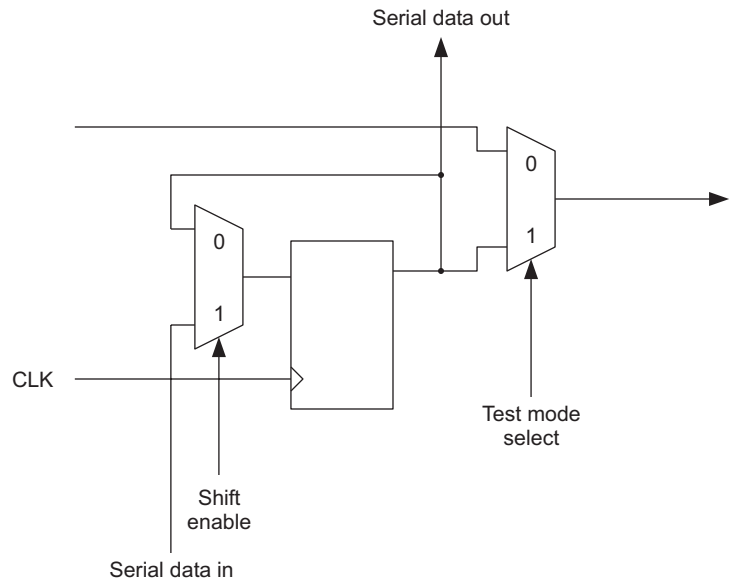 Serial data out
0
0
1
1
CLK
Test mode
select
Shift
enable
Serial data in